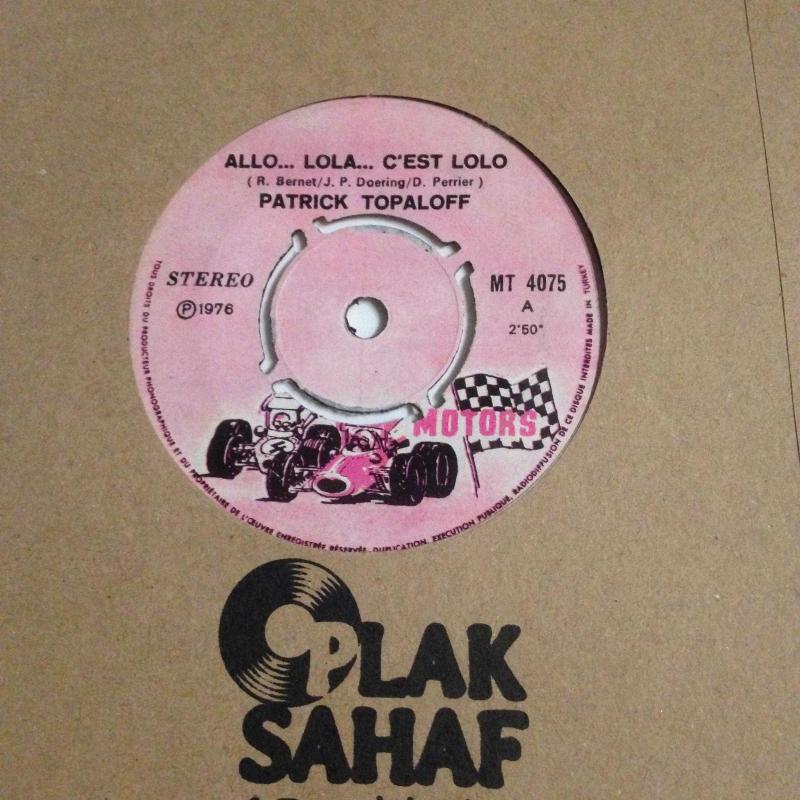 ALLO... LOLA... C'EST LOLO
( R. Bernet/J. P. Doering/D. Perrier )
PATRICK TOPALOFF
STEREO
Ⓟ1976
MT 4075
A
2'50"
MOTORS
TOUS DROITS DU PRODUCTEUR PHONOGRAPHIQUE ET DU PROPRIÉTAIRE DE L'ŒUVRE ENREGISTRÉE RÉSERVÉS. DUPLICATION, EXECUTION PUBLIQUE, RADIODIFFUSION DE CE DISQUE INTERDITES MADE IN TURKEY
PLAK
SAHAF